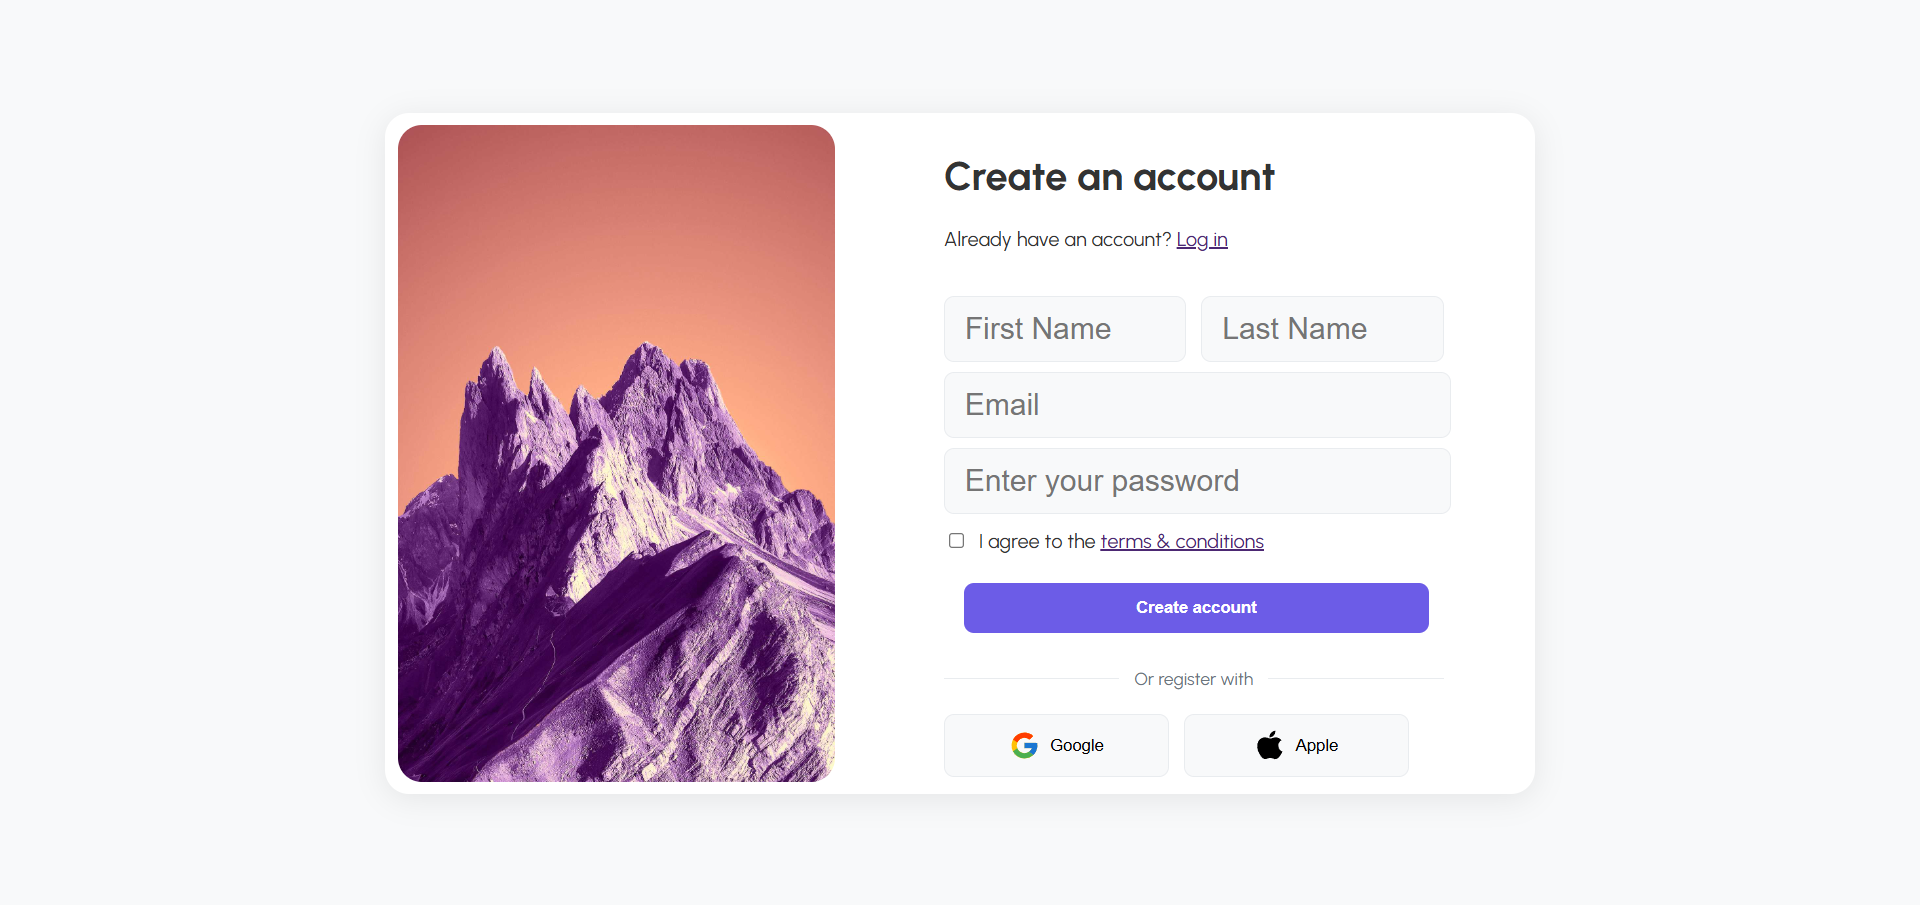 Create an account
Already have an account? Log in
First Name Last Name
Email
Enter your password
I agree to the terms & conditions
Create account
Or register with
Google Apple